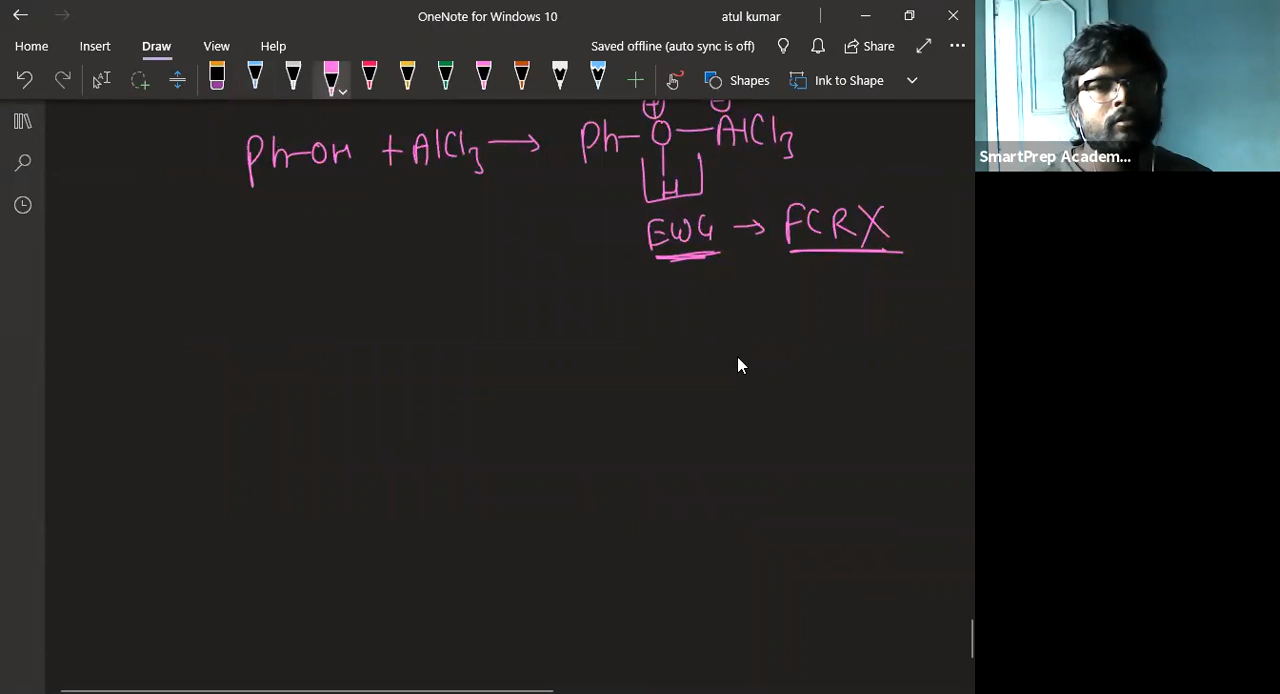 OneNote for Windows 10
atul kumar
Home Insert Draw View Help
Saved offline (auto sync is off)
Share
Shapes
Ink to Shape
SmartPrep Academ...
Ph-OH + AlCl3 → Ph-O-AlCl3
⊕ ⊖
H
EWG → FCRX